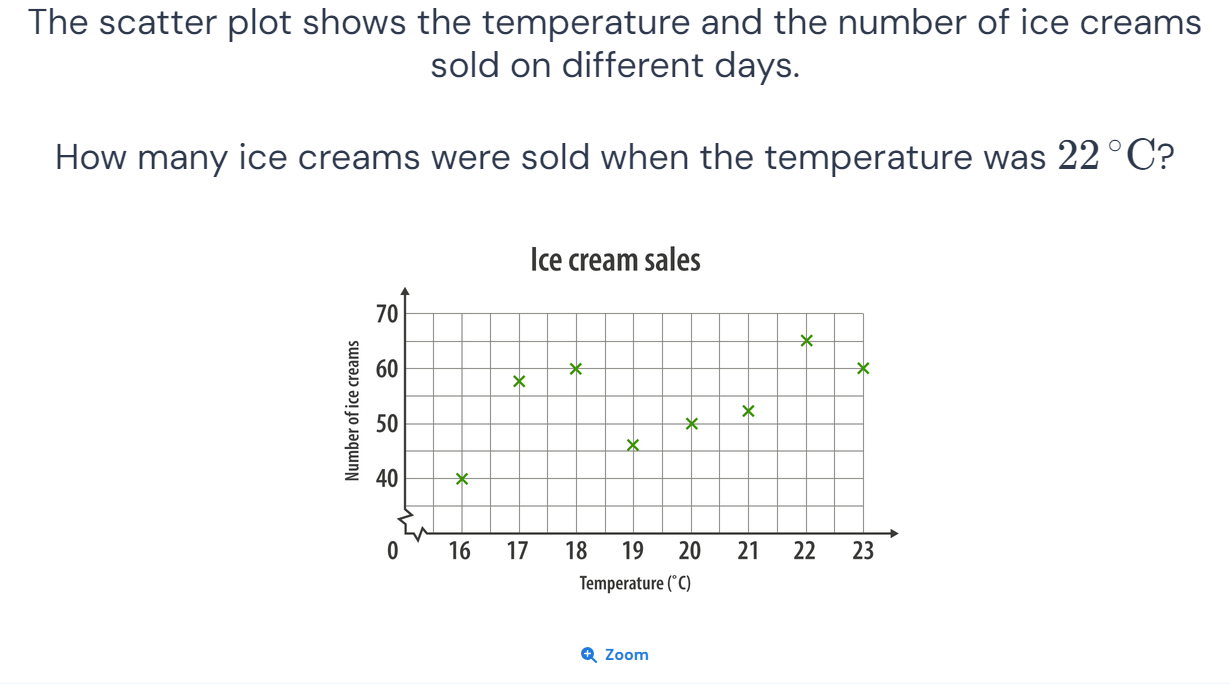 The scatter plot shows the temperature and the number of ice creams
sold on different days.
How many ice creams were sold when the temperature was 22 °C?
Ice cream sales
Number of ice creams
70
60
50
40
0 16 17 18 19 20 21 22 23
Temperature (°C)
Zoom